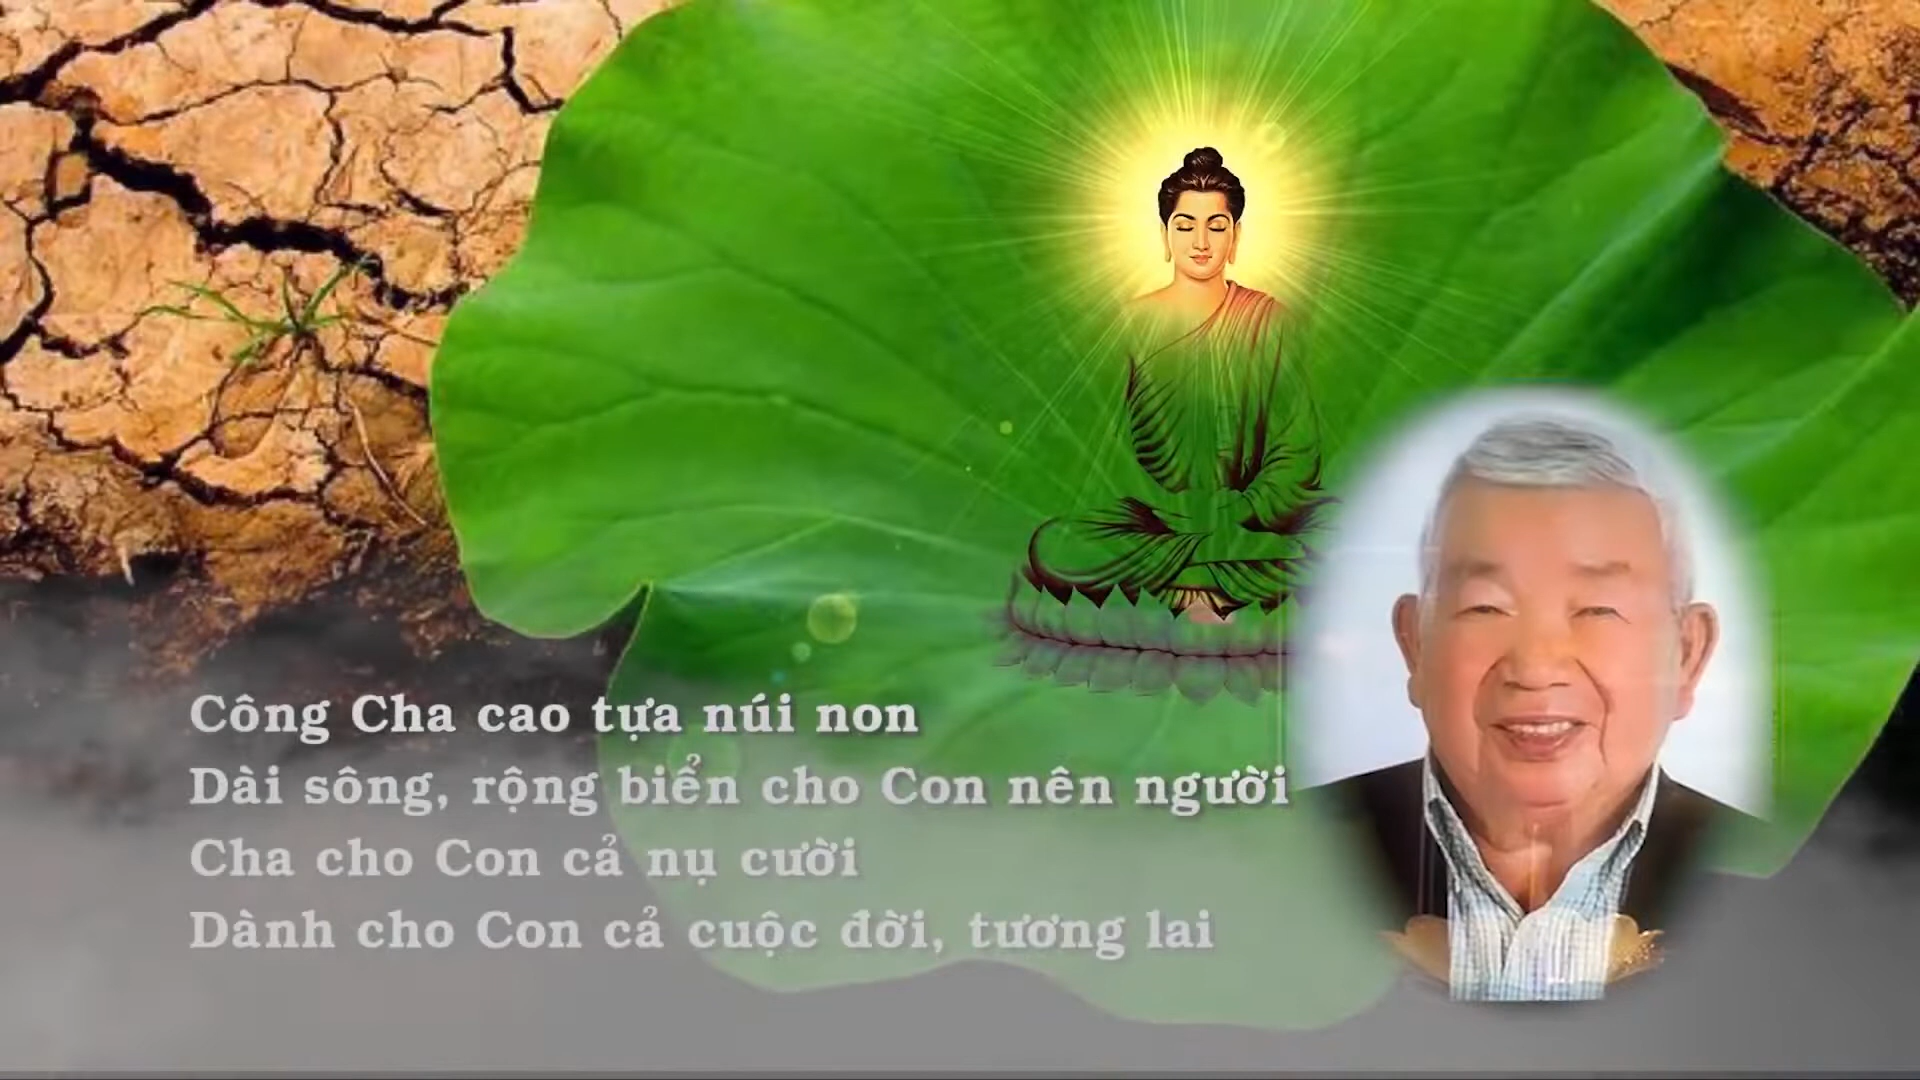 Công Cha cao tựa núi non
Dài sông, rộng biển cho Con nên người
Cha cho Con cả nụ cười
Dành cho Con cả cuộc đời, tương lai